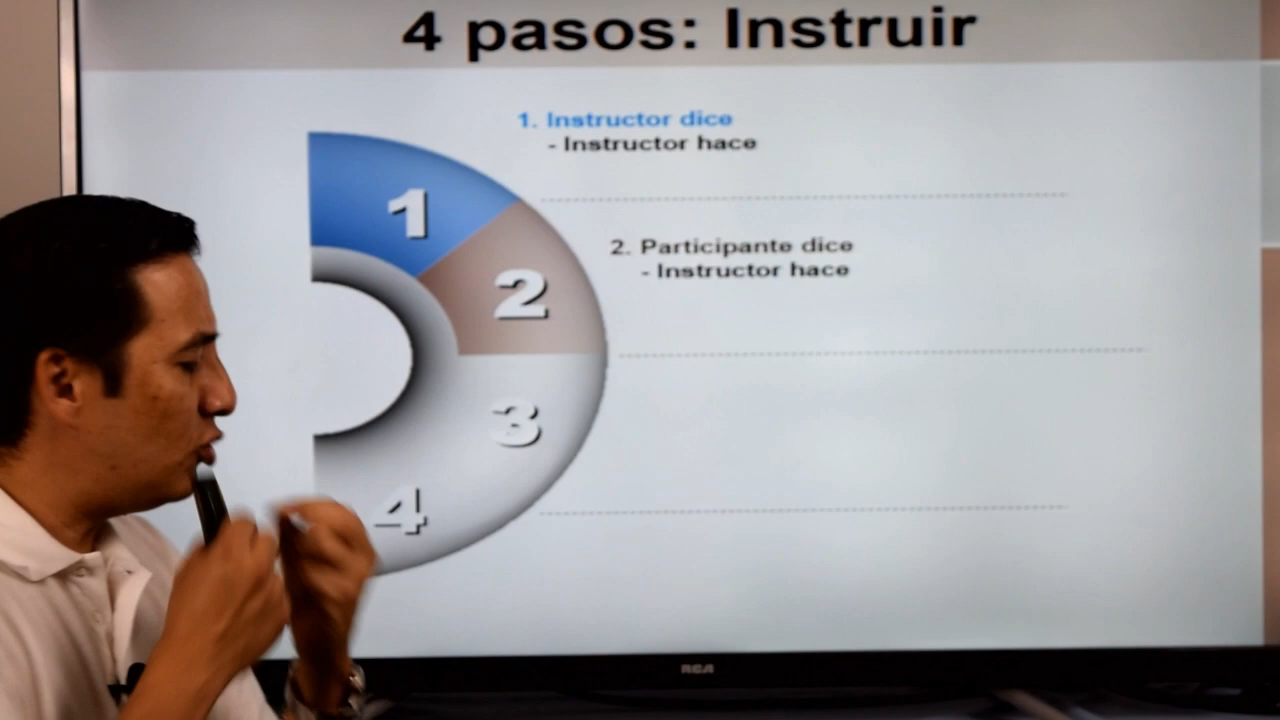 4 pasos: Instruir
1. Instructor dice
- Instructor hace
1
2. Participante dice
- Instructor hace
2
3
4
RCA